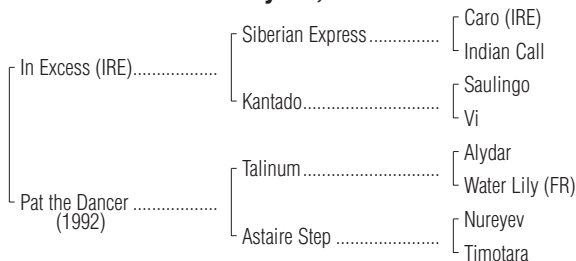 Caro (IRE)
Siberian Express...............
Indian Call
In Excess (IRE)..................
Saulingo
Kantado.............................
Vi
Alydar
Talinum.............................
Water Lily (FR)
Pat the Dancer ..................
(1992)
Nureyev
Astaire Step ......................
Timotara